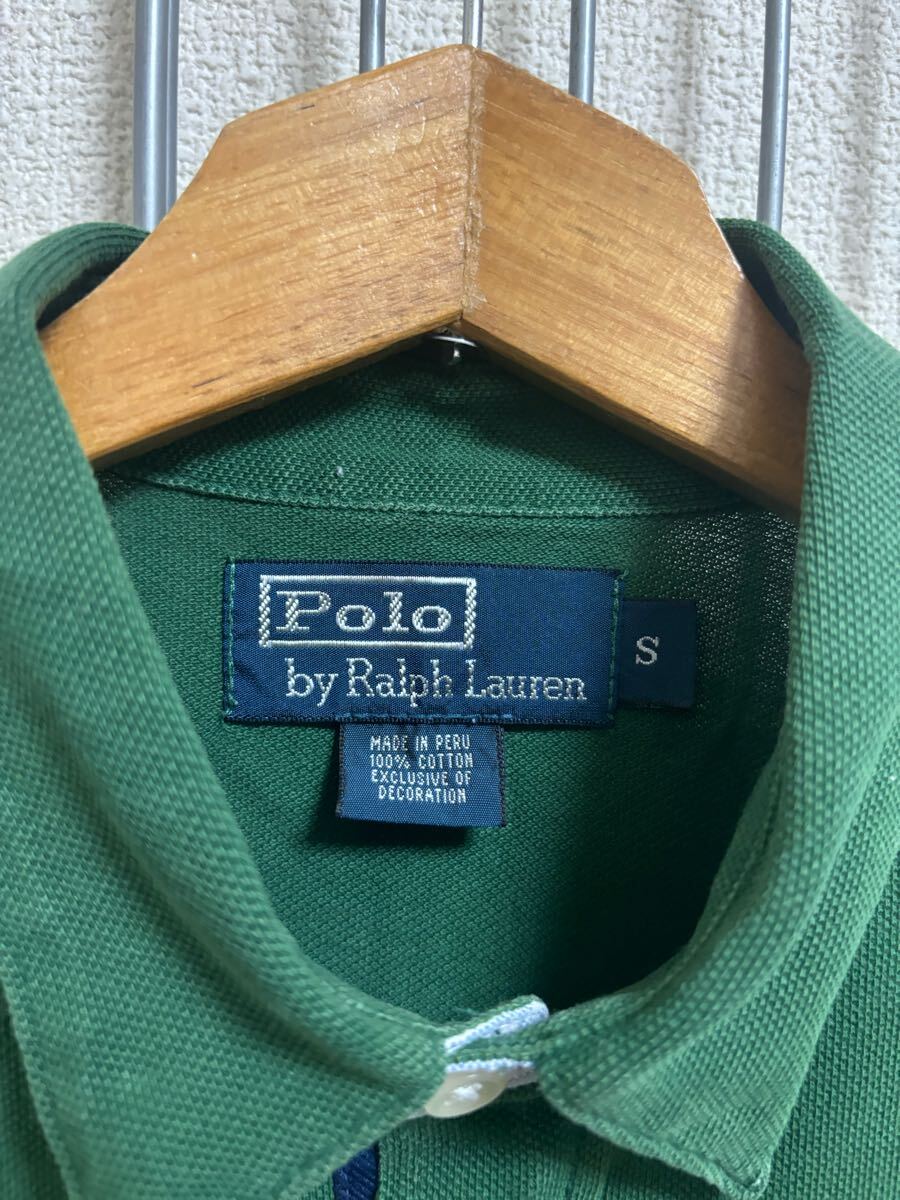 Polo
by Ralph Lauren
S
MADE IN PERU
100% COTTON
EXCLUSIVE OF
DECORATION